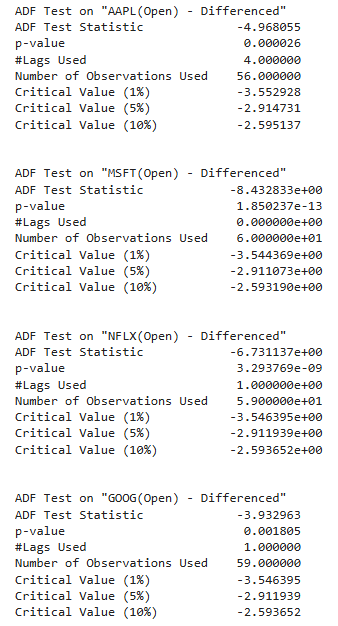 ADF Test on "AAPL(Open) - Differenced"
ADF Test Statistic -4.968055
p-value 0.000026
#Lags Used 4.000000
Number of Observations Used 56.000000
Critical Value (1%) -3.552928
Critical Value (5%) -2.914731
Critical Value (10%) -2.595137
ADF Test on "MSFT(Open) - Differenced"
ADF Test Statistic -8.432833e+00
p-value 1.850237e-13
#Lags Used 0.000000e+00
Number of Observations Used 6.000000e+01
Critical Value (1%) -3.544369e+00
Critical Value (5%) -2.911073e+00
Critical Value (10%) -2.593190e+00
ADF Test on "NFLX(Open) - Differenced"
ADF Test Statistic -6.731137e+00
p-value 3.293769e-09
#Lags Used 1.000000e+00
Number of Observations Used 5.900000e+01
Critical Value (1%) -3.546395e+00
Critical Value (5%) -2.911939e+00
Critical Value (10%) -2.593652e+00
ADF Test on "GOOG(Open) - Differenced"
ADF Test Statistic -3.932963
p-value 0.001805
#Lags Used 1.000000
Number of Observations Used 59.000000
Critical Value (1%) -3.546395
Critical Value (5%) -2.911939
Critical Value (10%) -2.593652